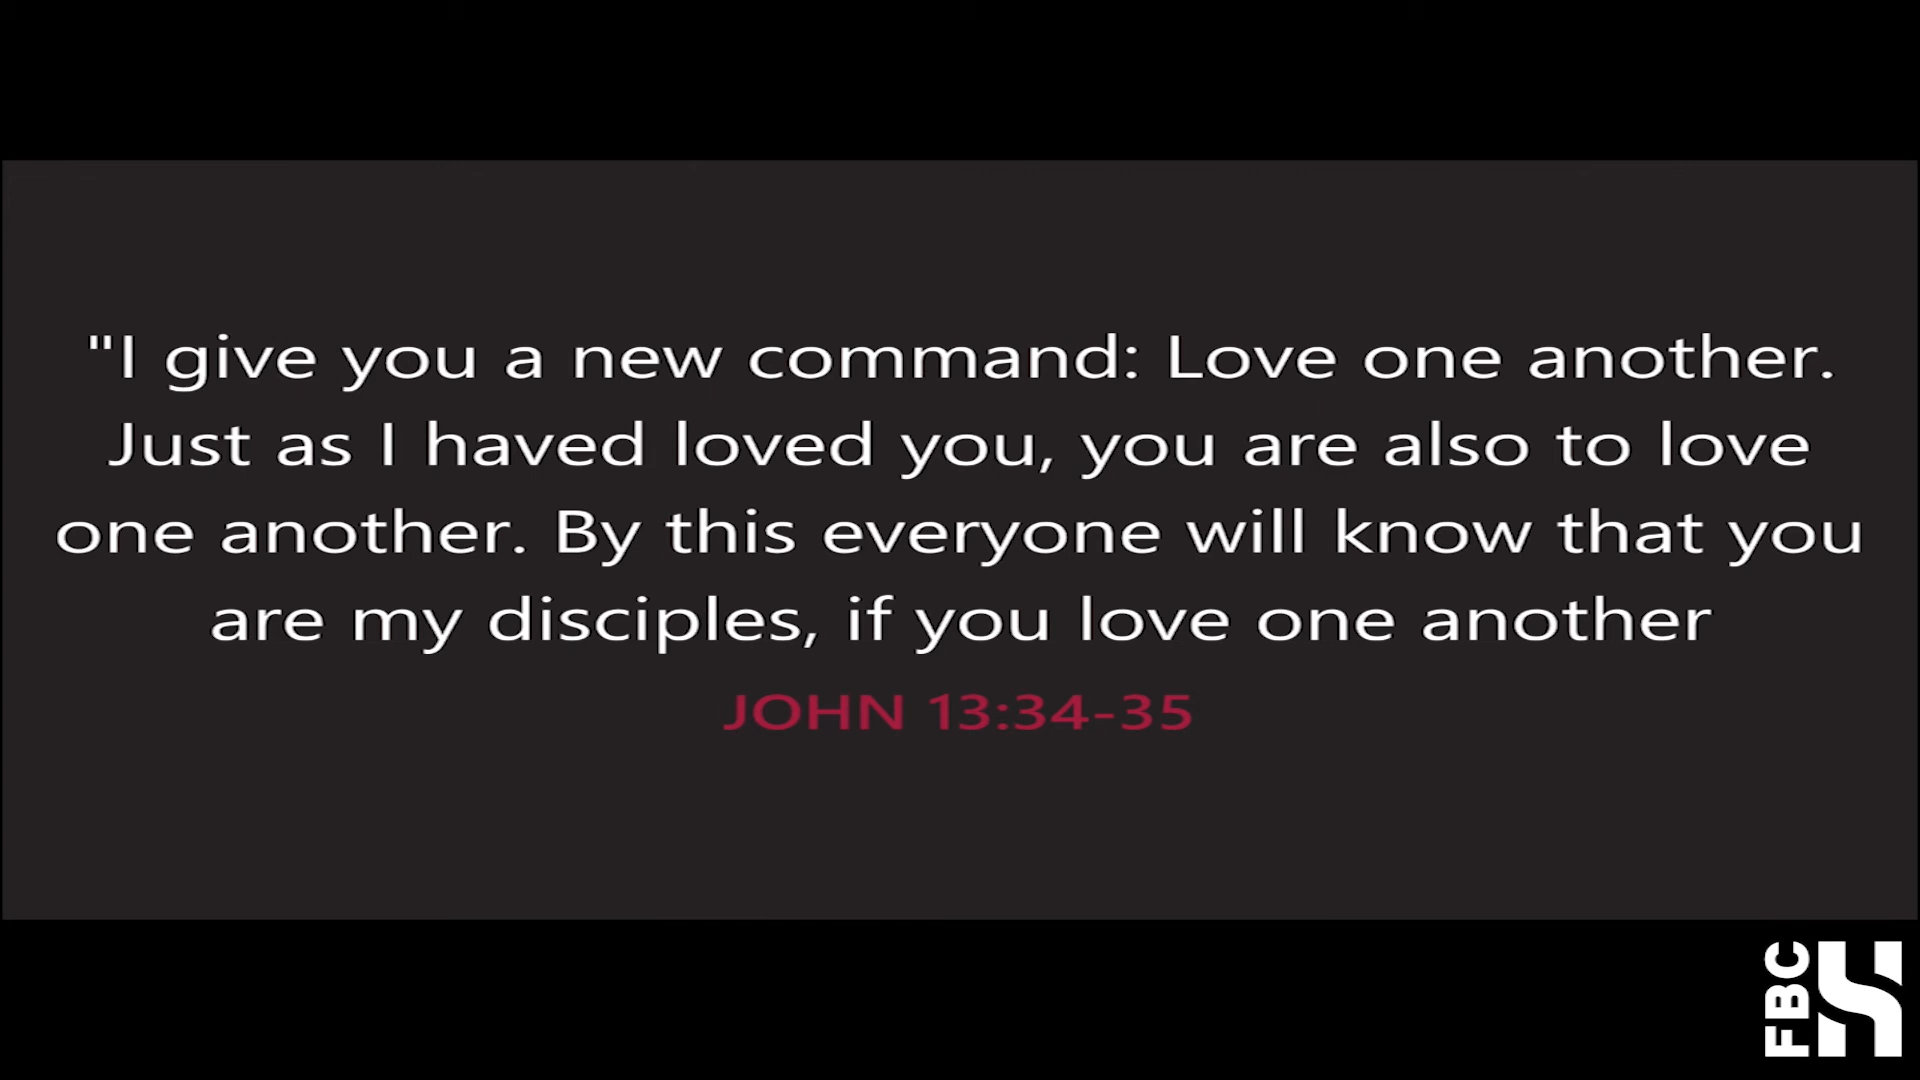 "I give you a new command: Love one another.
Just as I haved loved you, you are also to love
one another. By this everyone will know that you
are my disciples, if you love one another
JOHN 13:34-35
FBC
H